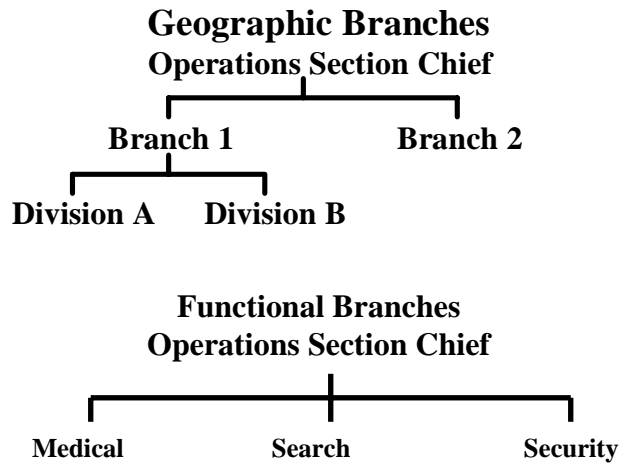 Geographic Branches
Operations Section Chief
Branch 1 Branch 2
Division A Division B
Functional Branches
Operations Section Chief
Medical Search Security